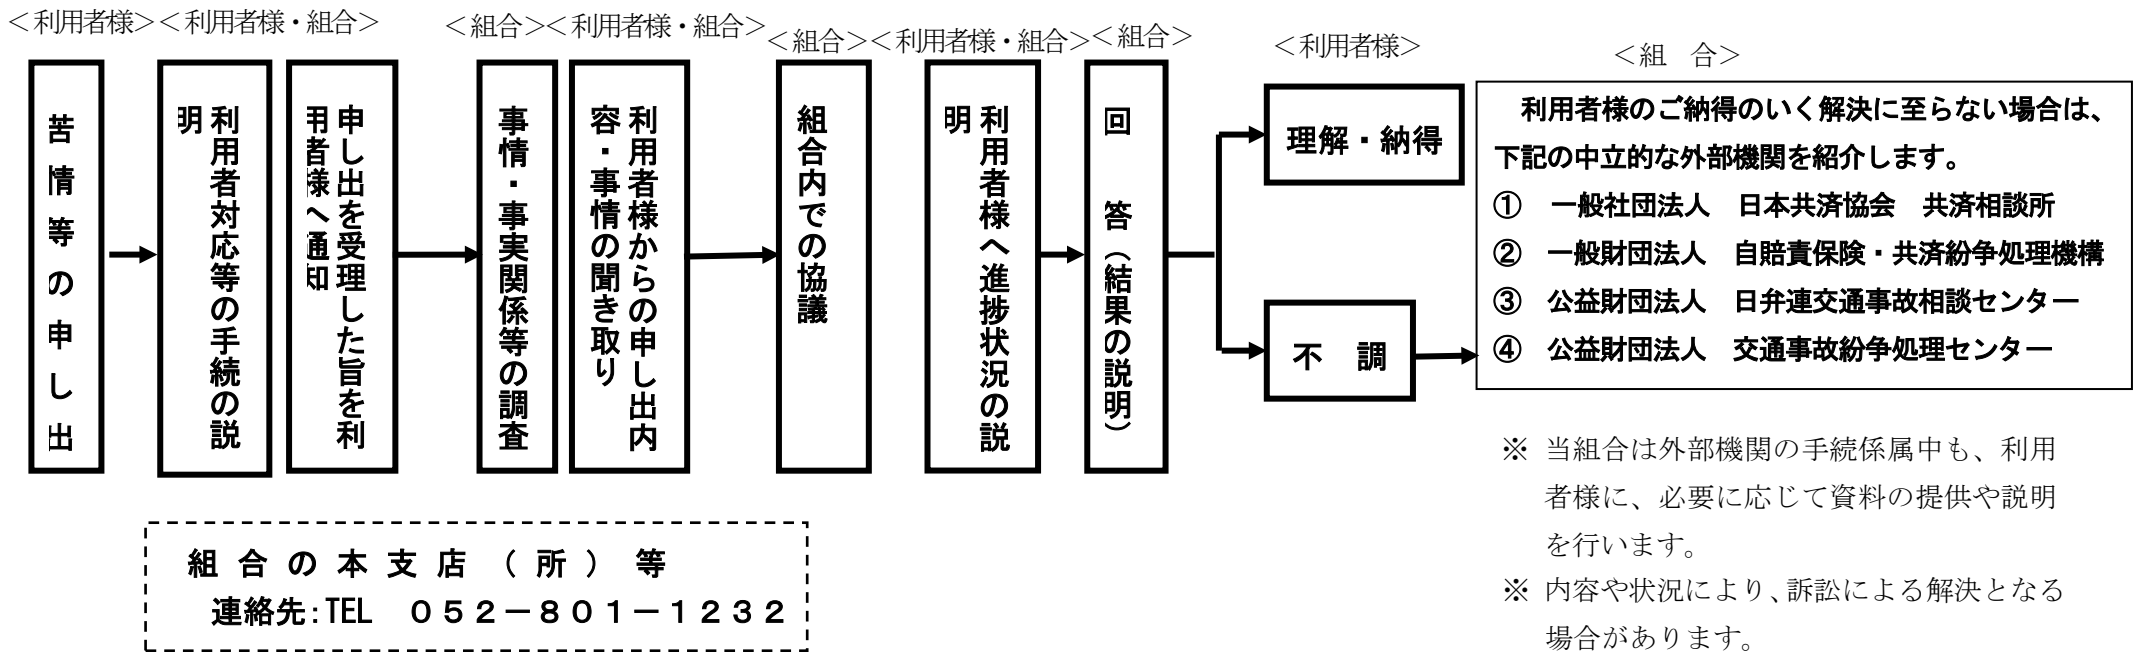 ＜利用者様＞
＜利用者様・組合＞
＜組合＞
＜利用者様・組合＞
＜組合＞
＜利用者様・組合＞
＜組合＞
＜利用者様＞
＜組　合＞
苦情等の申し出
利用者対応等の手続の説
明
申し出を受理した旨を利
用者様へ通知
事情・事実関係等の調査
利用者様からの申し出内
容・事情の聞き取り
組合内での協議
利用者様へ進捗状況の説
明
回　答（結果の説明）
理解・納得
不　調
利用者様のご納得のいく解決に至らない場合は、
下記の中立的な外部機関を紹介します。
①　一般社団法人　日本共済協会　共済相談所
②　一般財団法人　自賠責保険・共済紛争処理機構
③　公益財団法人　日弁連交通事故相談センター
④　公益財団法人　交通事故紛争処理センター
※ 当組合は外部機関の手続係属中も、利用
者様に、必要に応じて資料の提供や説明
を行います。
※ 内容や状況により、訴訟による解決となる
場合があります。
組合の本支店（所）等
連絡先：TEL　０５２－８０１－１２３２